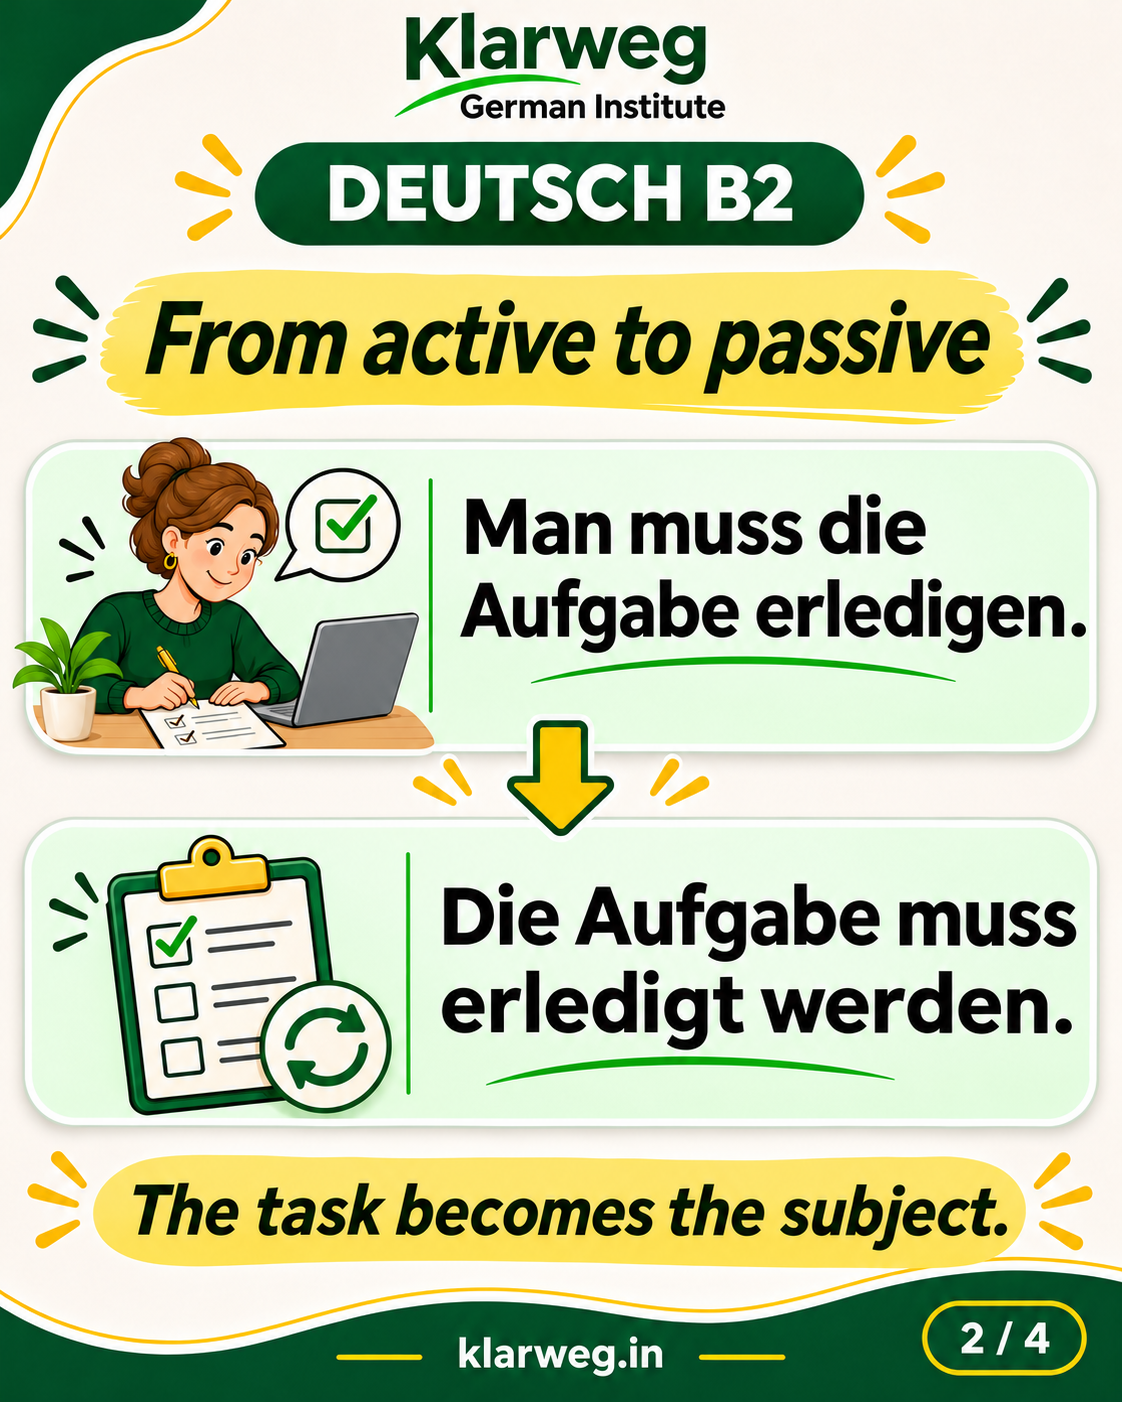 Klarweg
German Institute
DEUTSCH B2
From active to passive
Man muss die
Aufgabe erledigen.
Die Aufgabe muss
erledigt werden.
The task becomes the subject.
klarweg.in
2 / 4